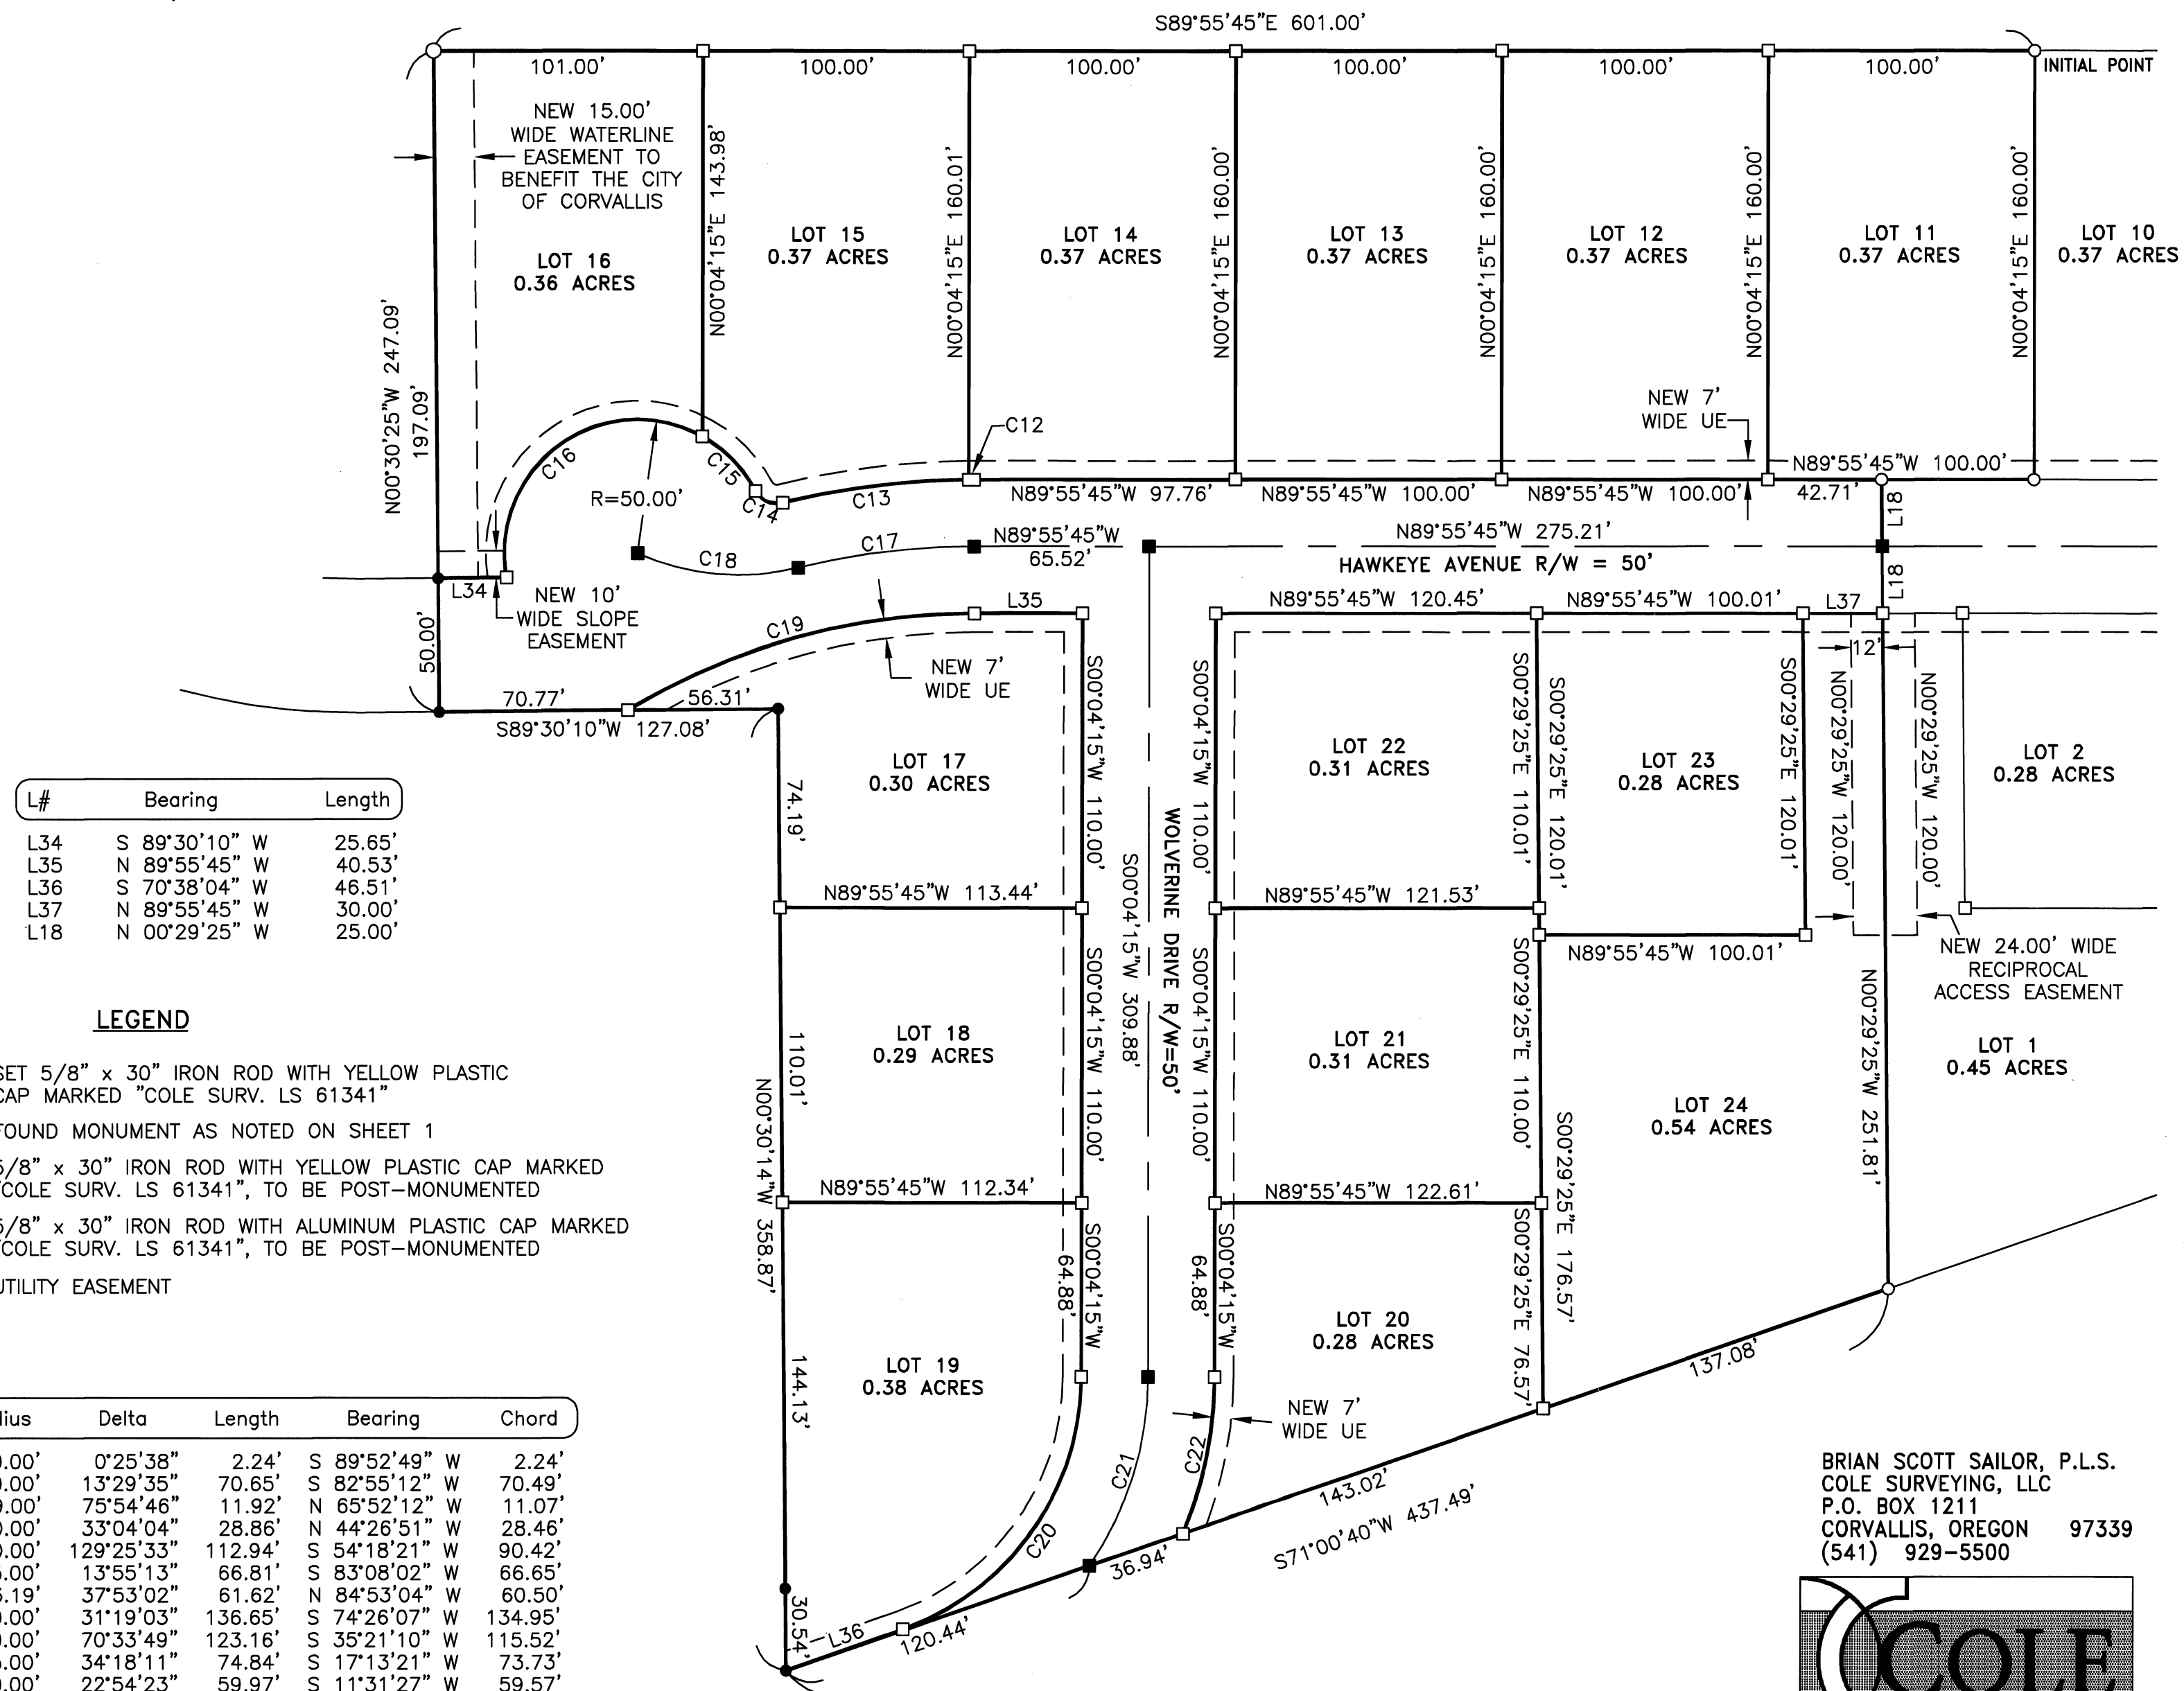 S89°55'45"E 601.00'
101.00'
100.00'
100.00'
100.00'
100.00'
100.00'
INITIAL POINT
NEW 15.00'
WIDE WATERLINE
EASEMENT TO
BENEFIT THE CITY
OF CORVALLIS
N00°04'15"E 143.98'
N00°04'15"E 160.01'
N00°04'15"E 160.00'
N00°04'15"E 160.00'
N00°04'15"E 160.00'
N00°04'15"E 160.00'
LOT 16
0.36 ACRES
LOT 15
0.37 ACRES
LOT 14
0.37 ACRES
LOT 13
0.37 ACRES
LOT 12
0.37 ACRES
LOT 11
0.37 ACRES
LOT 10
0.37 ACRES
N00°30'25"W 247.09'
197.09'
C16
R=50.00'
C15
C14
C13
C12
NEW 7'
WIDE UE
N89°55'45"W 97.76'
N89°55'45"W 100.00'
N89°55'45"W 100.00'
N89°55'45"W 100.00'
42.71'
L18
L18
C18
C17
N89°55'45"W
65.52'
N89°55'45"W 275.21'
HAWKEYE AVENUE R/W = 50'
L34
NEW 10'
WIDE SLOPE
EASEMENT
50.00'
C19
L35
NEW 7'
WIDE UE
70.77'
56.31'
S89°30'10"W 127.08'
N89°55'45"W 120.45'
N89°55'45"W 100.01'
L37
12'
S00°04'15"W 110.00'
S00°04'15"W 110.00'
S00°29'25"E 110.01'
S00°29'25"E 120.01'
S00°29'25"E 120.01'
N00°29'25"W 120.00'
N00°29'25"W 120.00'
LOT 17
0.30 ACRES
LOT 22
0.31 ACRES
LOT 23
0.28 ACRES
LOT 2
0.28 ACRES
74.19'
WOLVERINE DRIVE R/W=50'
S00°04'15"W 309.88'
N89°55'45"W 113.44'
N89°55'45"W 121.53'
N89°55'45"W 100.01'
NEW 24.00' WIDE
RECIPROCAL
ACCESS EASEMENT
L# Bearing Length
L34 S 89°30'10" W 25.65'
L35 N 89°55'45" W 40.53'
L36 S 70°38'04" W 46.51'
L37 N 89°55'45" W 30.00'
L18 N 00°29'25" W 25.00'
LEGEND
SET 5/8" x 30" IRON ROD WITH YELLOW PLASTIC
CAP MARKED "COLE SURV. LS 61341"
FOUND MONUMENT AS NOTED ON SHEET 1
5/8" x 30" IRON ROD WITH YELLOW PLASTIC CAP MARKED
"COLE SURV. LS 61341", TO BE POST-MONUMENTED
5/8" x 30" IRON ROD WITH ALUMINUM PLASTIC CAP MARKED
"COLE SURV. LS 61341", TO BE POST-MONUMENTED
UTILITY EASEMENT
110.01'
N00°30'14"W 358.87'
LOT 18
0.29 ACRES
S00°04'15"W 110.00'
S00°04'15"W 110.00'
LOT 21
0.31 ACRES
S00°29'25"E 110.00'
S00°29'25"E 176.57'
LOT 24
0.54 ACRES
N00°29'25"W 251.81'
LOT 1
0.45 ACRES
N89°55'45"W 112.34'
N89°55'45"W 122.61'
144.13'
LOT 19
0.38 ACRES
64.88'
S00°04'15"W
64.88'
S00°04'15"W
LOT 20
0.28 ACRES
S00°29'25"E 76.57'
NEW 7'
WIDE UE
C20
C21
C22
137.08'
143.02'
S71°00'40"W 437.49'
36.94'
120.44'
L36
30.54'
Delta Length Bearing Chord
0°25'38" 2.24' S 89°52'49" W 2.24'
13°29'35" 70.65' S 82°55'12" W 70.49'
75°54'46" 11.92' N 65°52'12" W 11.07'
33°04'04" 28.86' N 44°26'51" W 28.46'
129°25'33" 112.94' S 54°18'21" W 90.42'
13°55'13" 66.81' S 83°08'02" W 66.65'
37°53'02" 61.62' N 84°53'04" W 60.50'
31°19'03" 136.65' S 74°26'07" W 134.95'
70°33'49" 123.16' S 35°21'10" W 115.52'
34°18'11" 74.84' S 17°13'21" W 73.73'
22°54'23" 59.97' S 11°31'27" W 59.57'
BRIAN SCOTT SAILOR, P.L.S.
COLE SURVEYING, LLC
P.O. BOX 1211
CORVALLIS, OREGON 97339
(541) 929-5500
COLE